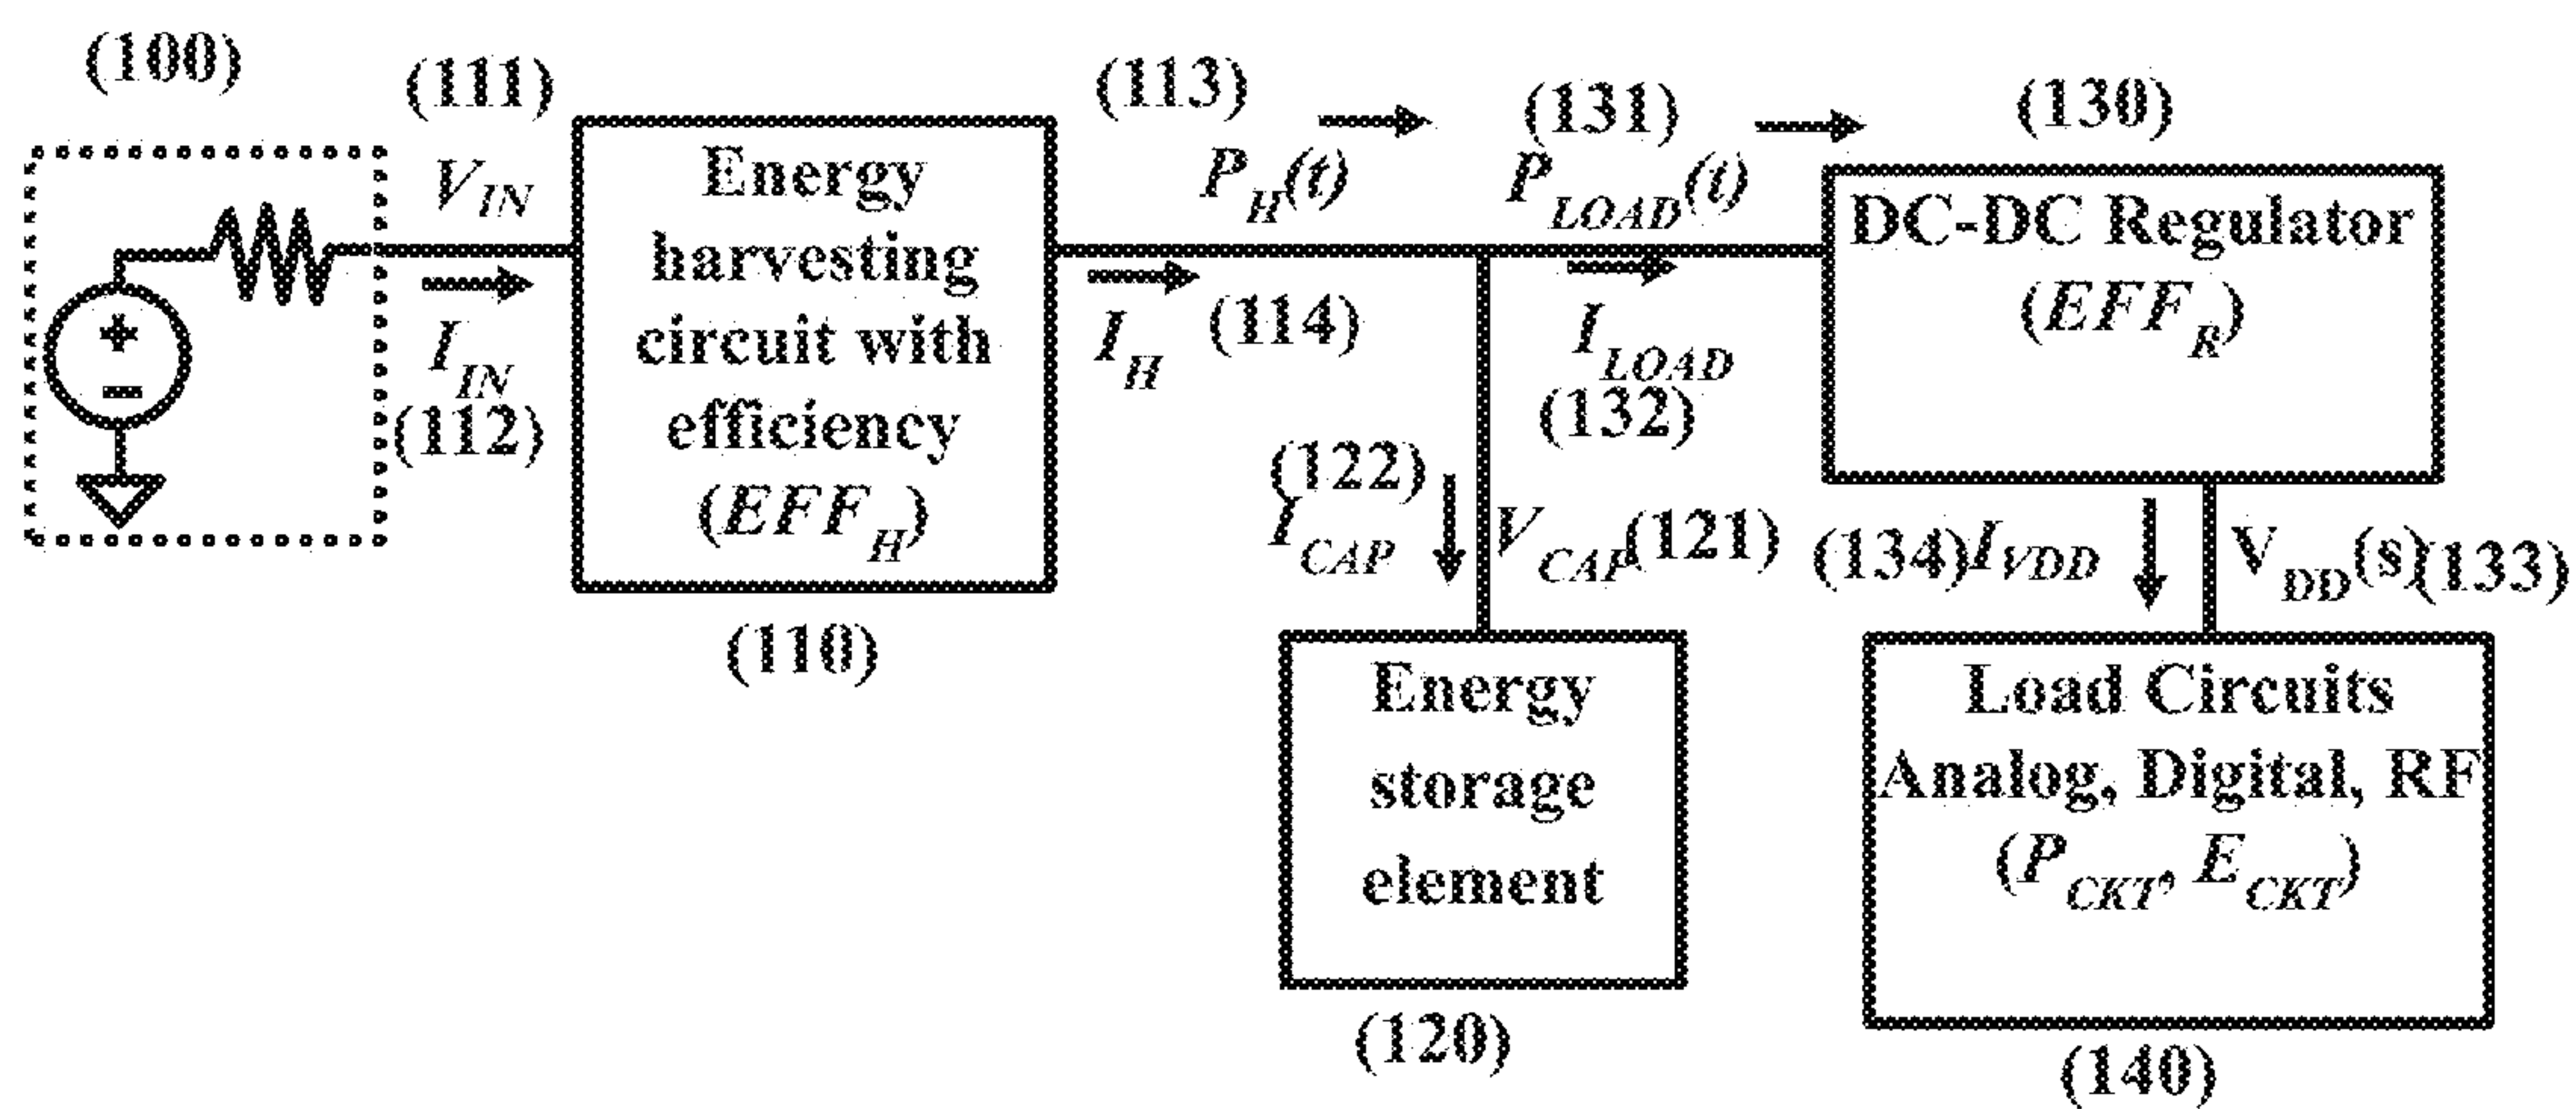 (100)
(111)
V_IN
I_IN
(112)
+
-
Energy
harvesting
circuit with
efficiency
(EFF_H)
(110)
(113)
P_H(t)
I_H
(114)
(131)
P_LOAD(t)
I_LOAD
(132)
(122)
I_CAP
V_CAP(121)
Energy
storage
element
(120)
(130)
DC-DC Regulator
(EFF_R)
(134)I_VDD
V_DD(s)(133)
Load Circuits
Analog, Digital, RF
(P_CKT, E_CKT)
(140)